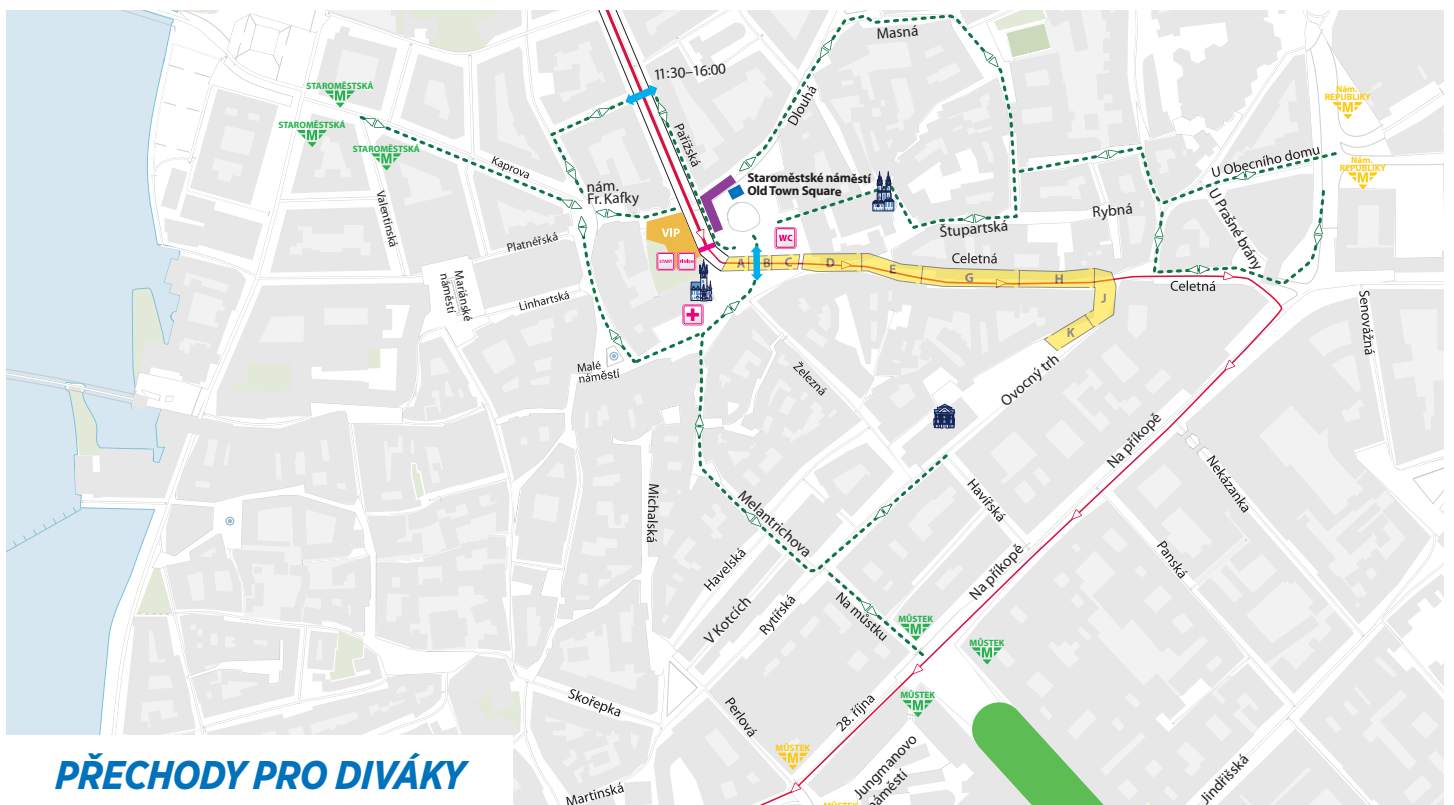 Masná
11:30–16:00
STAROMĚSTSKÁ
M
STAROMĚSTSKÁ
M
STAROMĚSTSKÁ
M
Nám.
REPUBLIKY
M
Nám.
REPUBLIKY
M
Dlouhá
Pařížská
Kaprova
U Obecního domu
nám.
Fr. Kafky
Staroměstské náměstí
Old Town Square
Valentinská
U Prašné brány
Rybná
Štupartská
VIP
WC
Platnéřská
Celetná
START
A
B
C
D
E
G
H
J
K
Celetná
Mariánské
náměstí
Linhartská
Senovážná
Malé
náměstí
Železná
Ovocný trh
Na příkopě
Nekázanka
Havířská
Michalská
Melantrichova
Havelská
Panská
Na příkopě
V Kotcích
Rytířská
Na můstku
MŮSTEK
M
MŮSTEK
M
MŮSTEK
M
Skořepka
Perlová
28. října
MŮSTEK
M
Jungmanovo
náměstí
MŮSTEK
Jindřišská
Martinská
PŘECHODY PRO DIVÁKY